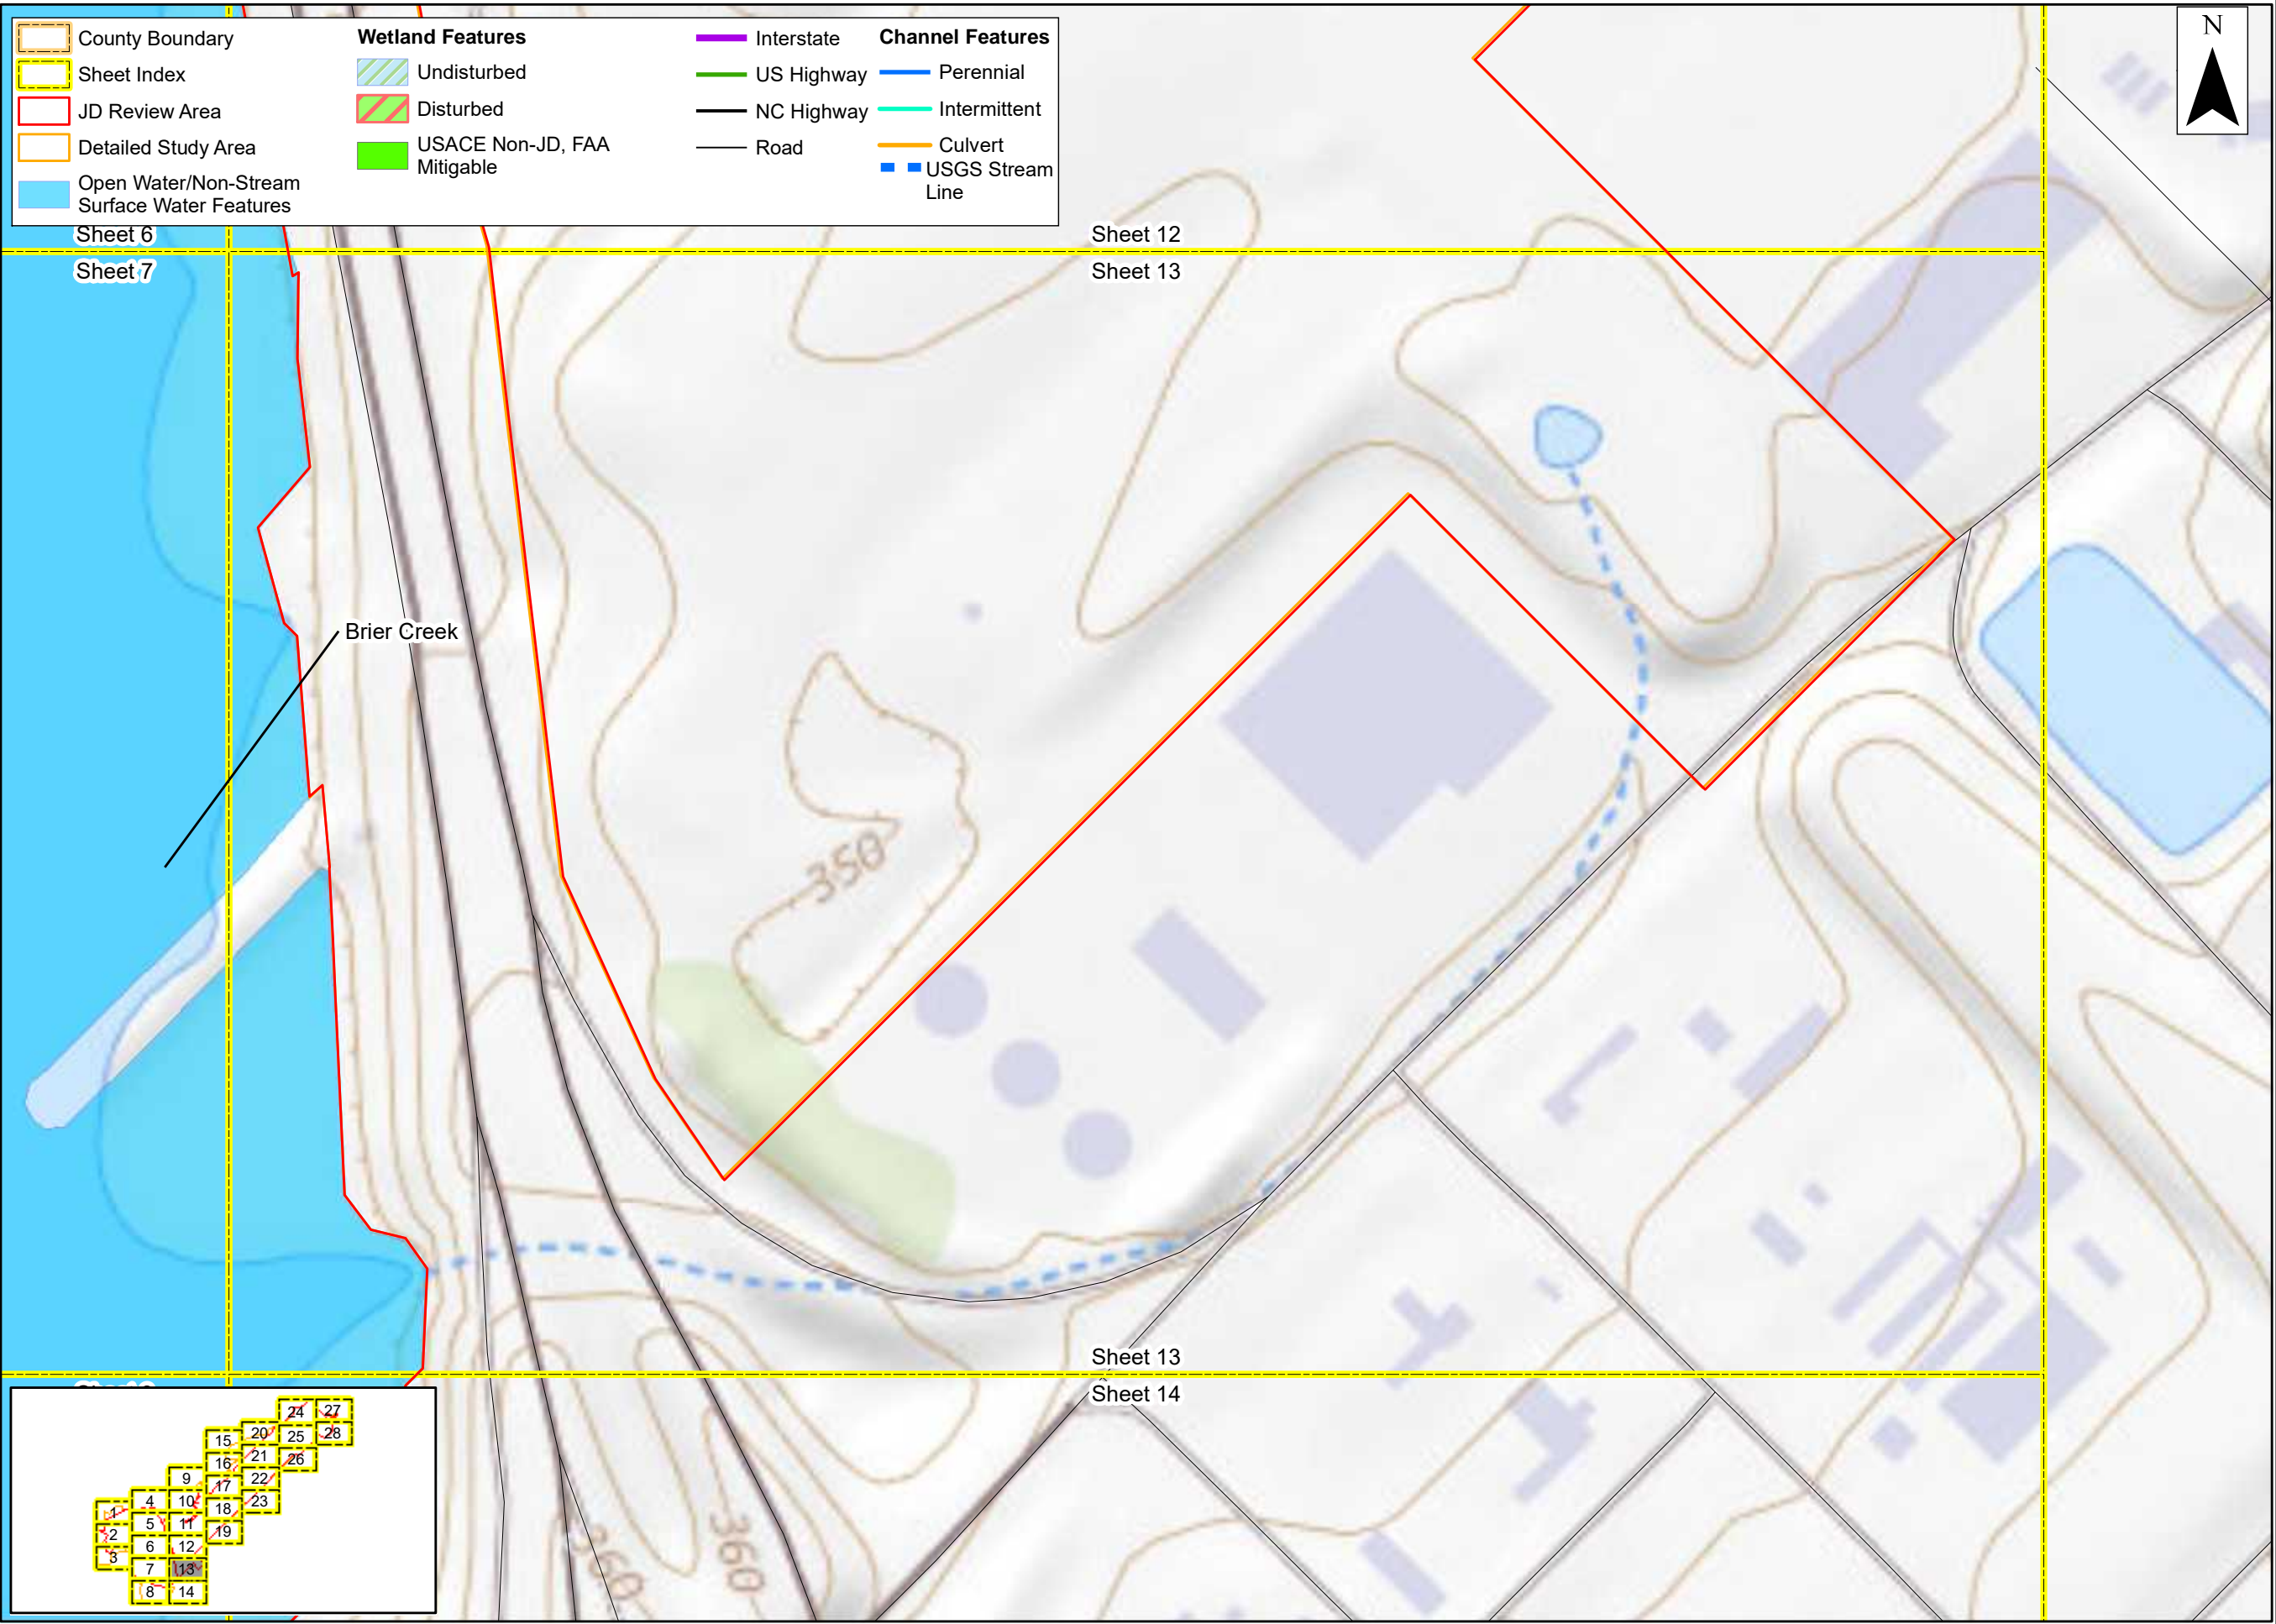 County Boundary
Sheet Index
JD Review Area
Detailed Study Area
Open Water/Non-Stream
Surface Water Features
Wetland Features
Undisturbed
Disturbed
USACE Non-JD, FAA
Mitigable
Interstate
US Highway
NC Highway
Road
Channel Features
Perennial
Intermittent
Culvert
USGS Stream
Line
N
Sheet 6
Sheet 7
Sheet 12
Sheet 13
Brier Creek
350
Sheet 13
Sheet 14
360
360
24
27
15
20
25
28
16
21
26
9
17
22
4
10
18
23
1
5
11
19
2
6
12
3
7
13
8
14